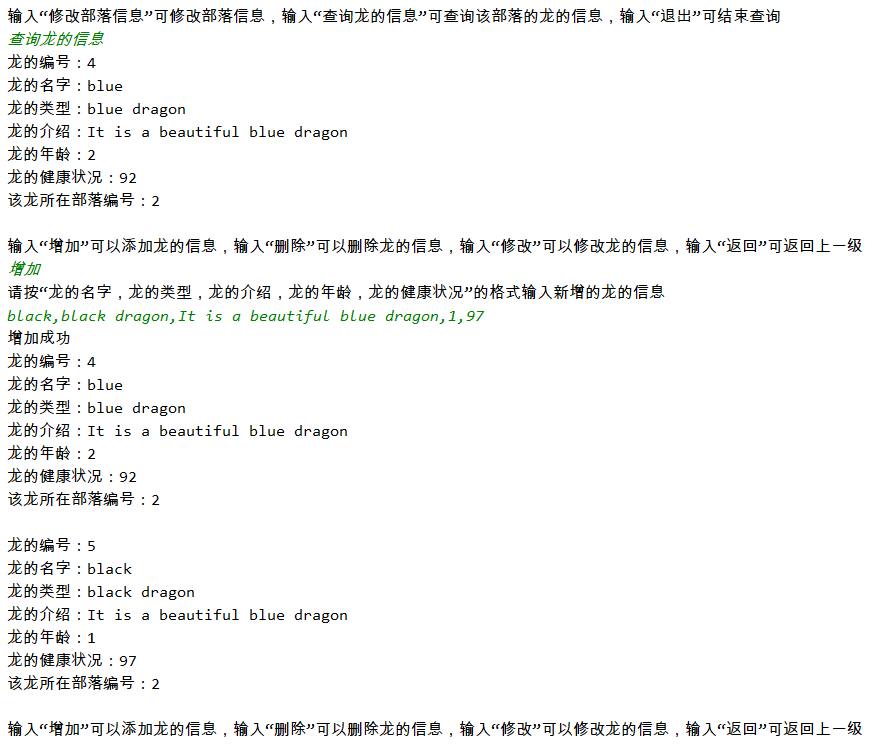 输入“修改部落信息”可修改部落信息，输入“查询龙的信息”可查询该部落的龙的信息，输入“退出”可结束查询
查询龙的信息
龙的编号：4
龙的名字：blue
龙的类型：blue dragon
龙的介绍：It is a beautiful blue dragon
龙的年龄：2
龙的健康状况：92
该龙所在部落编号：2
输入“增加”可以添加龙的信息，输入“删除”可以删除龙的信息，输入“修改”可以修改龙的信息，输入“返回”可返回上一级
增加
请按“龙的名字，龙的类型，龙的介绍，龙的年龄，龙的健康状况”的格式输入新增的龙的信息
black,black dragon,It is a beautiful blue dragon,1,97
增加成功
龙的编号：4
龙的名字：blue
龙的类型：blue dragon
龙的介绍：It is a beautiful blue dragon
龙的年龄：2
龙的健康状况：92
该龙所在部落编号：2
龙的编号：5
龙的名字：black
龙的类型：black dragon
龙的介绍：It is a beautiful blue dragon
龙的年龄：1
龙的健康状况：97
该龙所在部落编号：2
输入“增加”可以添加龙的信息，输入“删除”可以删除龙的信息，输入“修改”可以修改龙的信息，输入“返回”可返回上一级